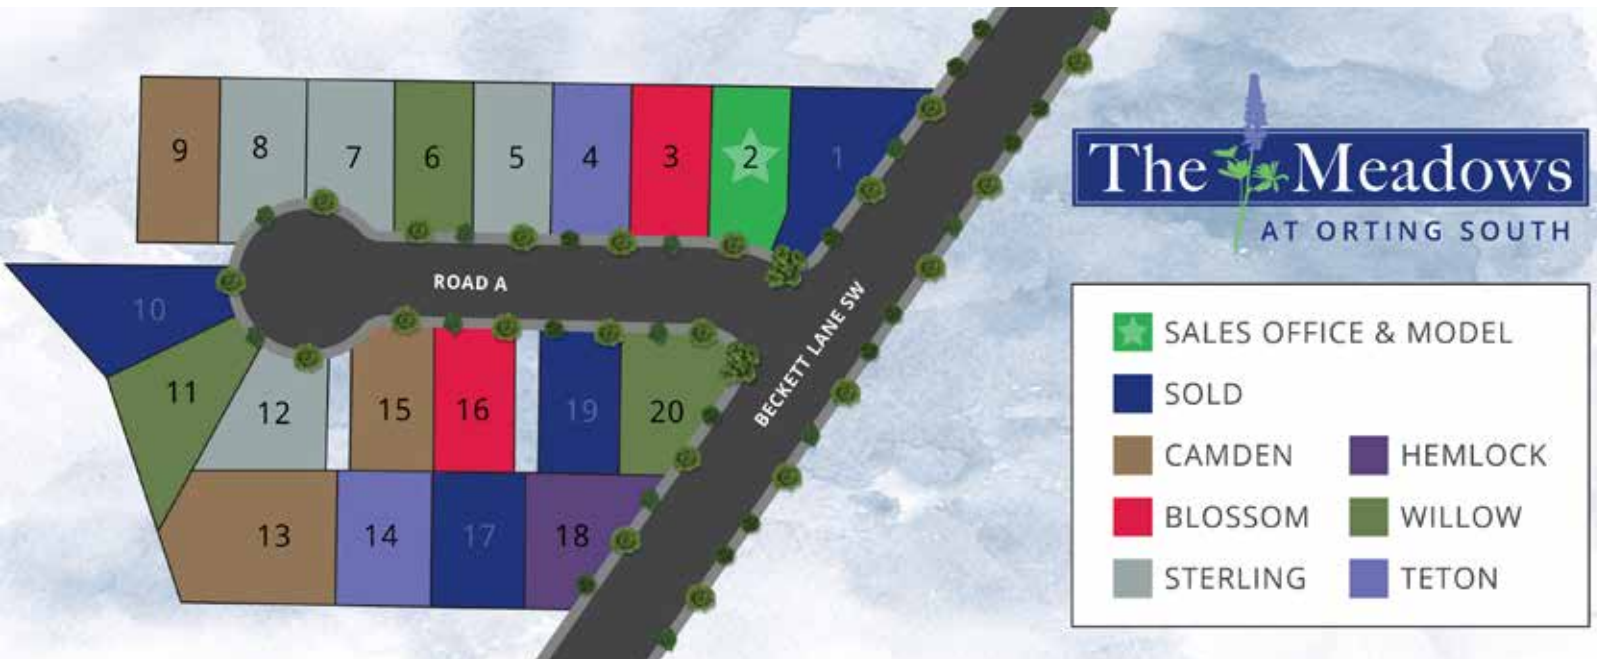 9
8
7
6
5
4
3
2
1
The Meadows
AT ORTING SOUTH
ROAD A
10
BECKETT LANE SW
11
12
15
16
19
20
13
14
17
18
SALES OFFICE & MODEL
SOLD
CAMDEN
HEMLOCK
BLOSSOM
WILLOW
STERLING
TETON